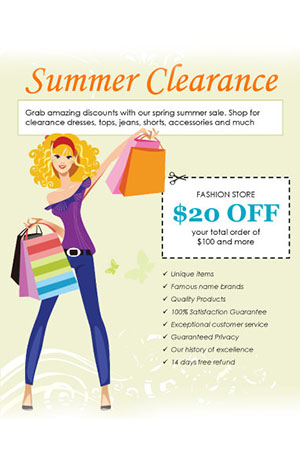 Summer Clearance
Grab amazing discounts with our spring summer sale. Shop for
clearance dresses, tops, jeans, shorts, accessories and much
FASHION STORE
$20 OFF
your total order of
$100 and more
✓ Unique items
✓ Famous name brands
✓ Quality Products
✓ 100% Satisfaction Guarantee
✓ Exceptional customer service
✓ Guaranteed Privacy
✓ Our history of excellence
✓ 14 days free refund